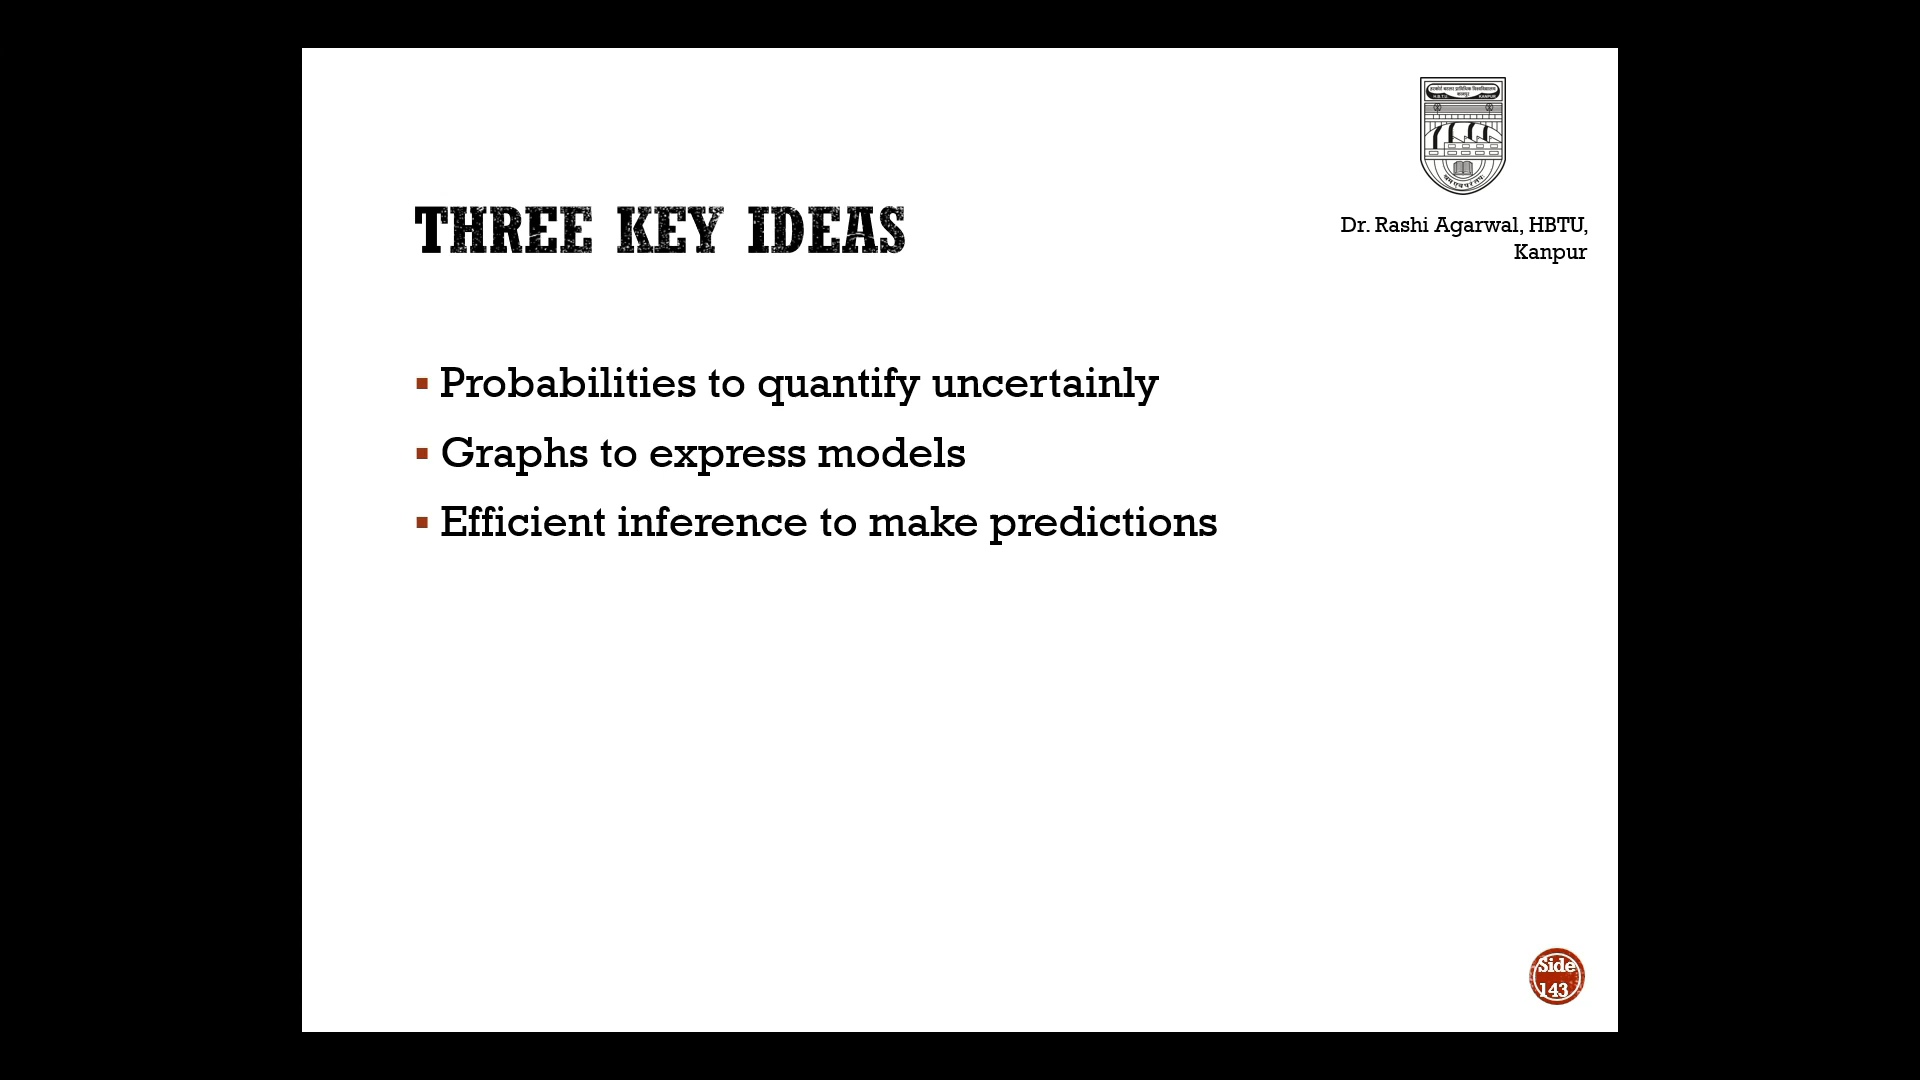 THREE KEY IDEAS
Dr. Rashi Agarwal, HBTU,
Kanpur
Probabilities to quantify uncertainly
Graphs to express models
Efficient inference to make predictions
Side
143